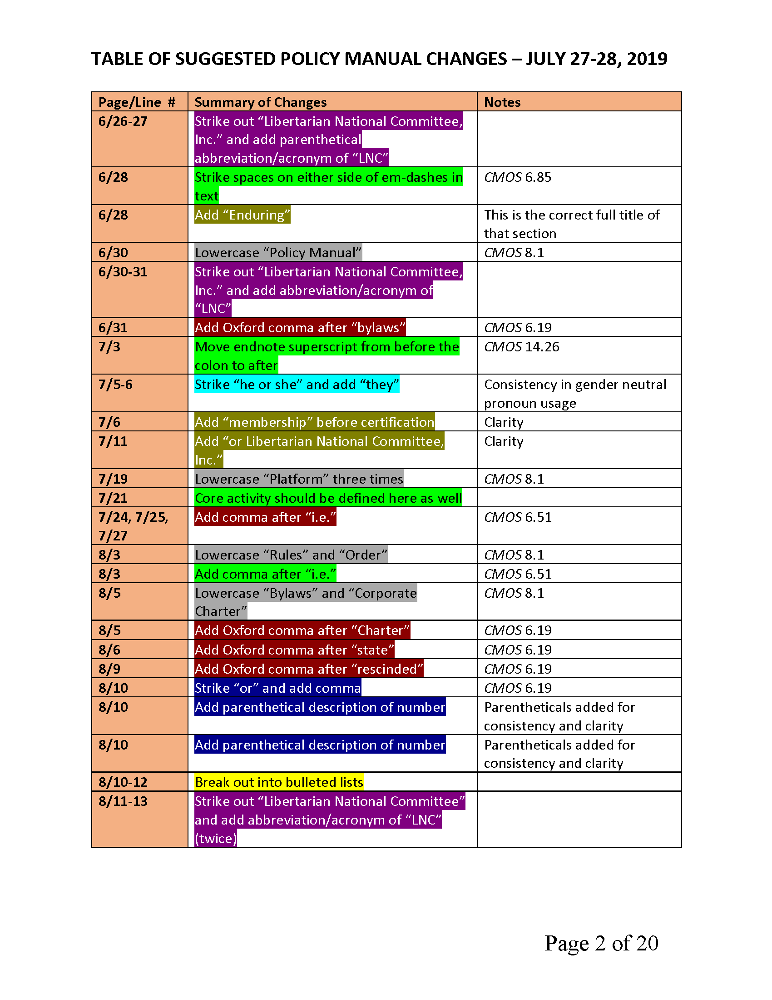 TABLE OF SUGGESTED POLICY MANUAL CHANGES – JULY 27-28, 2019
Page/Line # Summary of Changes Notes
6/26-27 Strike out “Libertarian National Committee,
Inc.” and add parenthetical
abbreviation/acronym of “LNC”
6/28 Strike spaces on either side of em-dashes in CMOS 6.85
text
6/28 Add “Enduring” This is the correct full title of
that section
6/30 Lowercase “Policy Manual” CMOS 8.1
6/30-31 Strike out “Libertarian National Committee,
Inc.” and add abbreviation/acronym of
“LNC”
6/31 Add Oxford comma after “bylaws” CMOS 6.19
7/3 Move endnote superscript from before the CMOS 14.26
colon to after
7/5-6 Strike “he or she” and add “they” Consistency in gender neutral
pronoun usage
7/6 Add “membership” before certification Clarity
7/11 Add “or Libertarian National Committee, Clarity
Inc.”
7/19 Lowercase “Platform” three times CMOS 8.1
7/21 Core activity should be defined here as well
7/24, 7/25, Add comma after “i.e.” CMOS 6.51
7/27
8/3 Lowercase “Rules” and “Order” CMOS 8.1
8/3 Add comma after “i.e.” CMOS 6.51
8/5 Lowercase “Bylaws” and “Corporate CMOS 8.1
Charter”
8/5 Add Oxford comma after “Charter” CMOS 6.19
8/6 Add Oxford comma after “state” CMOS 6.19
8/9 Add Oxford comma after “rescinded” CMOS 6.19
8/10 Strike “or” and add comma CMOS 6.19
8/10 Add parenthetical description of number Parentheticals added for
consistency and clarity
8/10 Add parenthetical description of number Parentheticals added for
consistency and clarity
8/10-12 Break out into bulleted lists
8/11-13 Strike out “Libertarian National Committee”
and add abbreviation/acronym of “LNC”
(twice)
Page 2 of 20